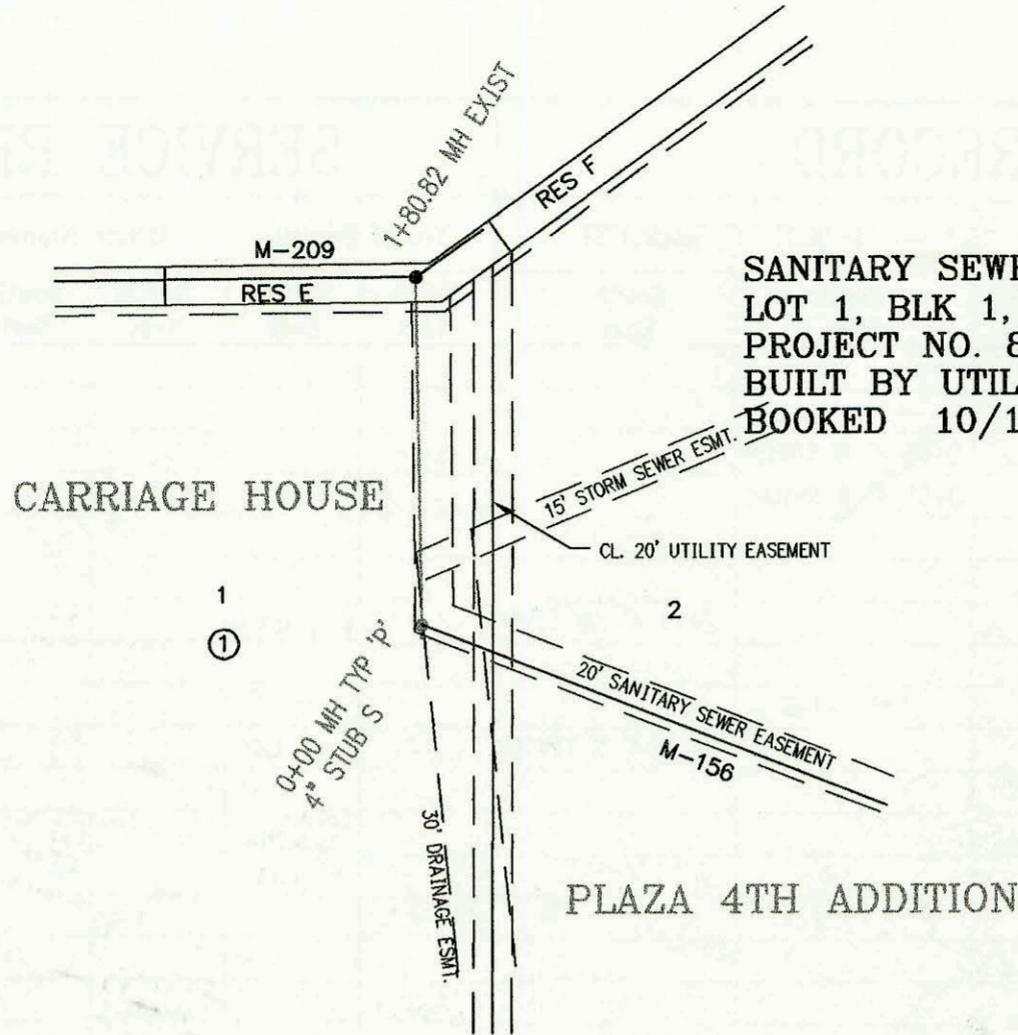 1+80.82 MH EXIST
RES F
M-209
RES E
SANITARY SEWE
LOT 1, BLK 1,
PROJECT NO. 8
BUILT BY UTIL
BOOKED 10/1
15' STORM SEWER ESMT.
CARRIAGE HOUSE
CL. 20' UTILITY EASEMENT
1
2
1
0+00 MH TYP 'P'
4" STUB S
20' SANITARY SEWER EASEMENT
M-156
30' DRAINAGE ESMT.
PLAZA 4TH ADDITION